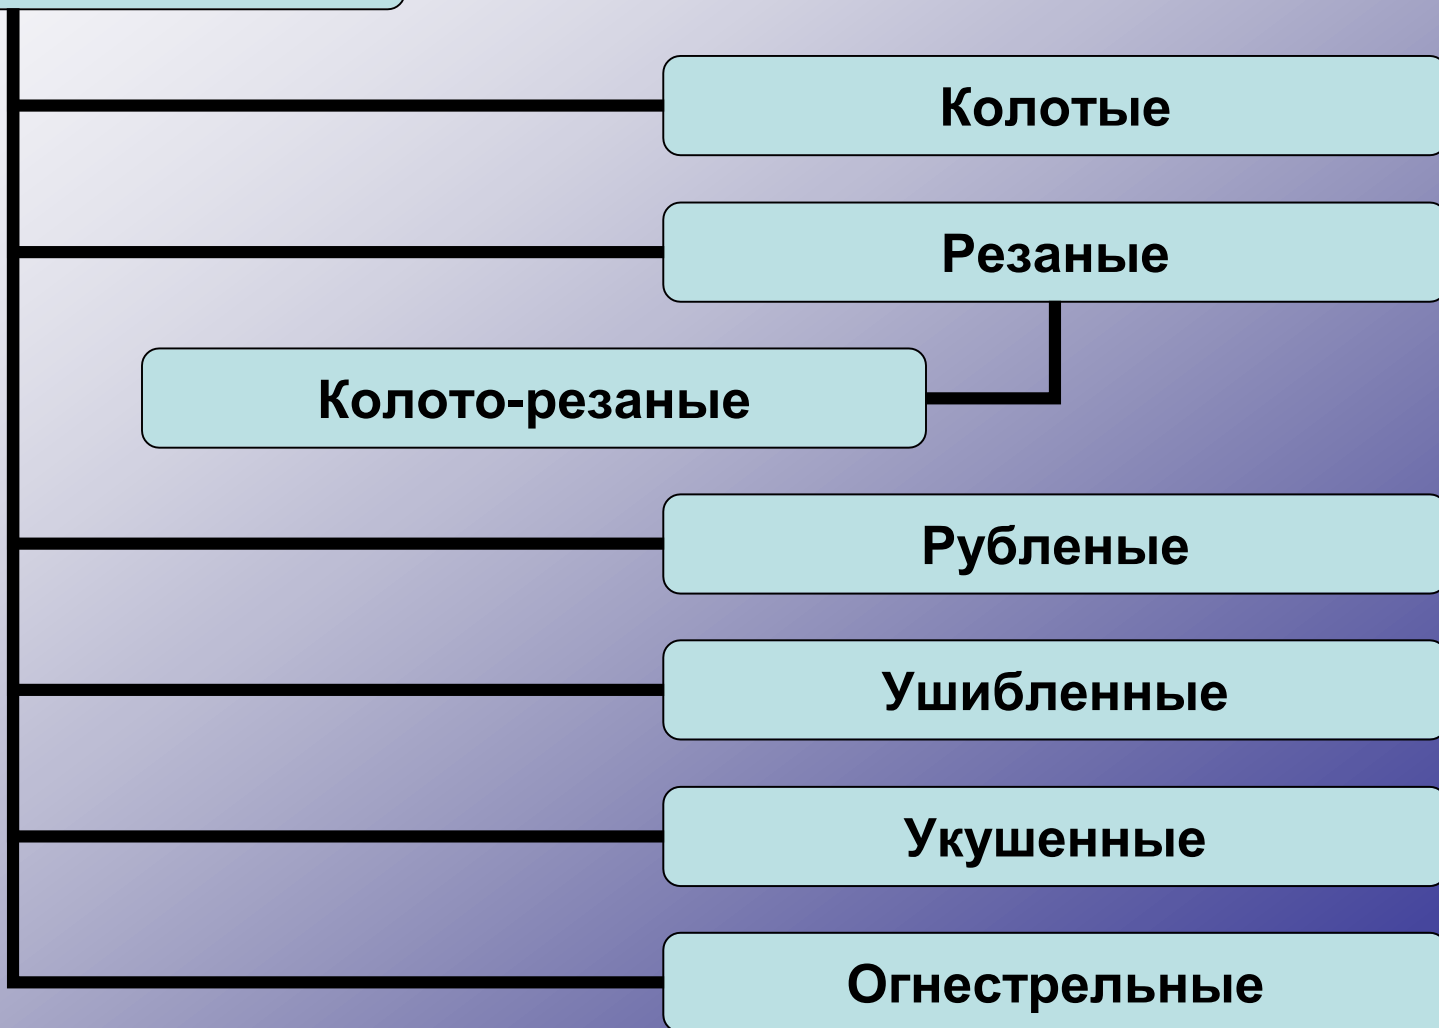 Колотые
Резаные
Колото-резаные
Рубленые
Ушибленные
Укушенные
Огнестрельные